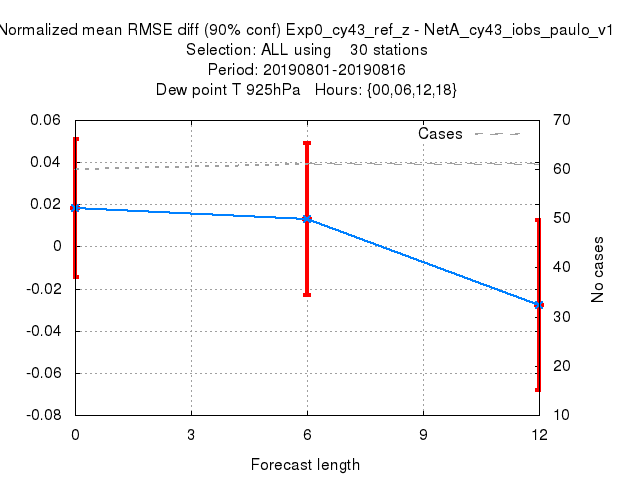 Normalized mean RMSE diff (90% conf) Exp0_cy43_ref_z - NetA_cy43_iobs_paulo_v1
Selection: ALL using 30 stations
Period: 20190801-20190816
Dew point T 925hPa Hours: {00,06,12,18}
Cases
0.06
0.04
0.02
0
-0.02
-0.04
-0.06
-0.08
70
60
50
40
30
20
10
No cases
0 3 6 9 12
Forecast length